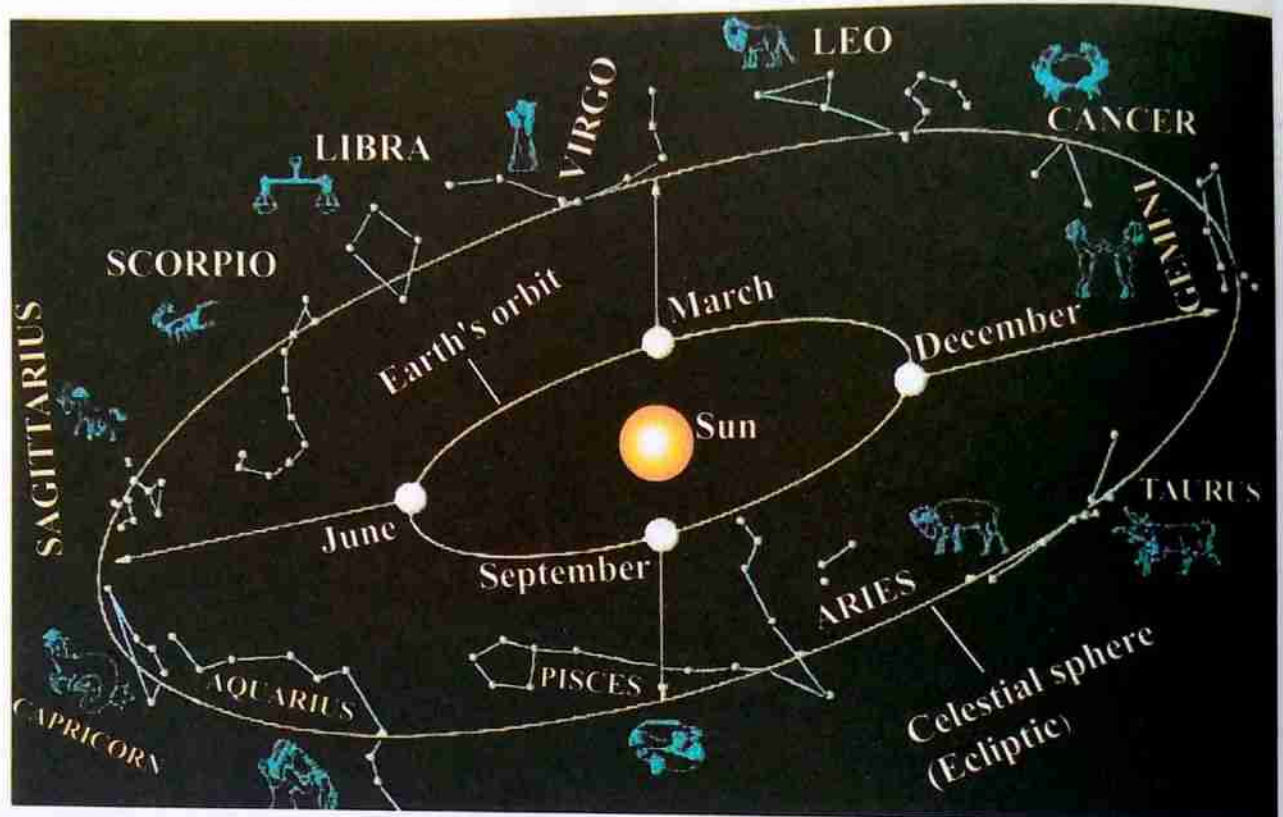 LEO
CANCER
VIRGO
LIBRA
GEMINI
SCORPIO
March
Earth's orbit
December
SAGITTARIUS
Sun
TAURUS
June
September
ARIES
PISCES
AQUARIUS
CAPRICORN
Celestial sphere
(Ecliptic)